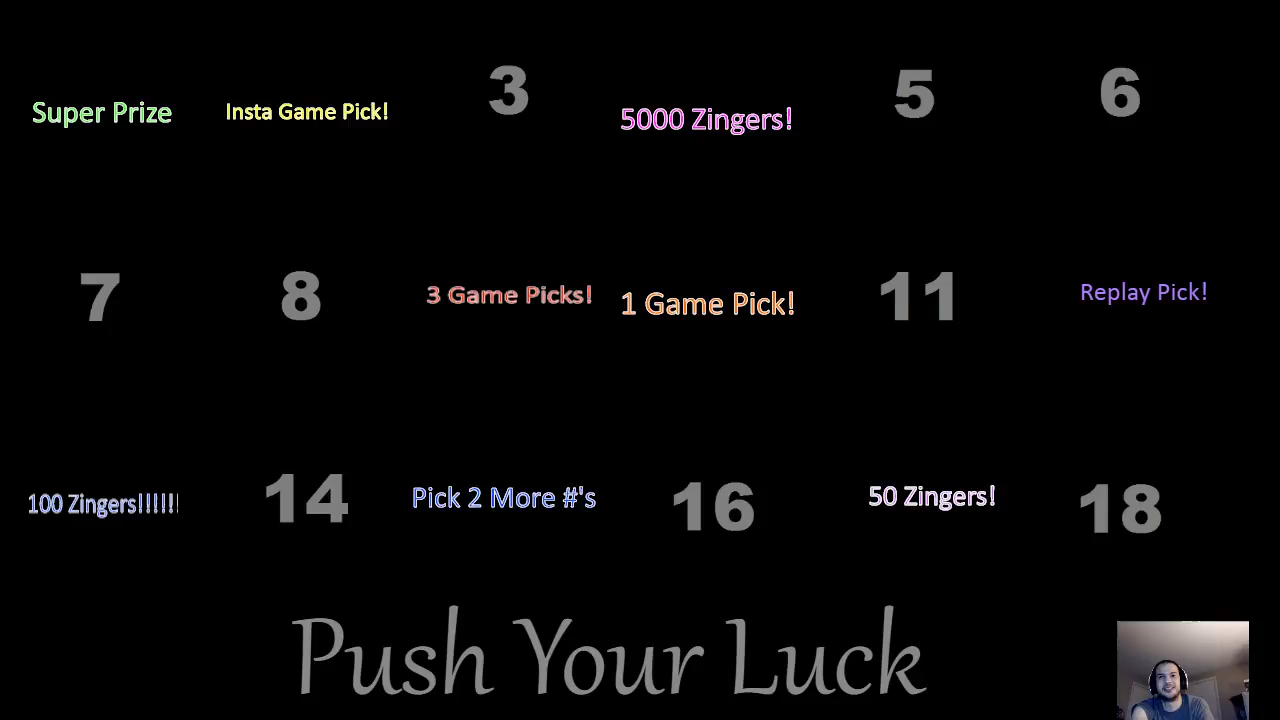 Super Prize
Insta Game Pick!
3
5000 Zingers!
5
6
7
8
3 Game Picks!
1 Game Pick!
11
Replay Pick!
100 Zingers!!!!!!
14
Pick 2 More #'s
16
50 Zingers!
18
Push Your Luck